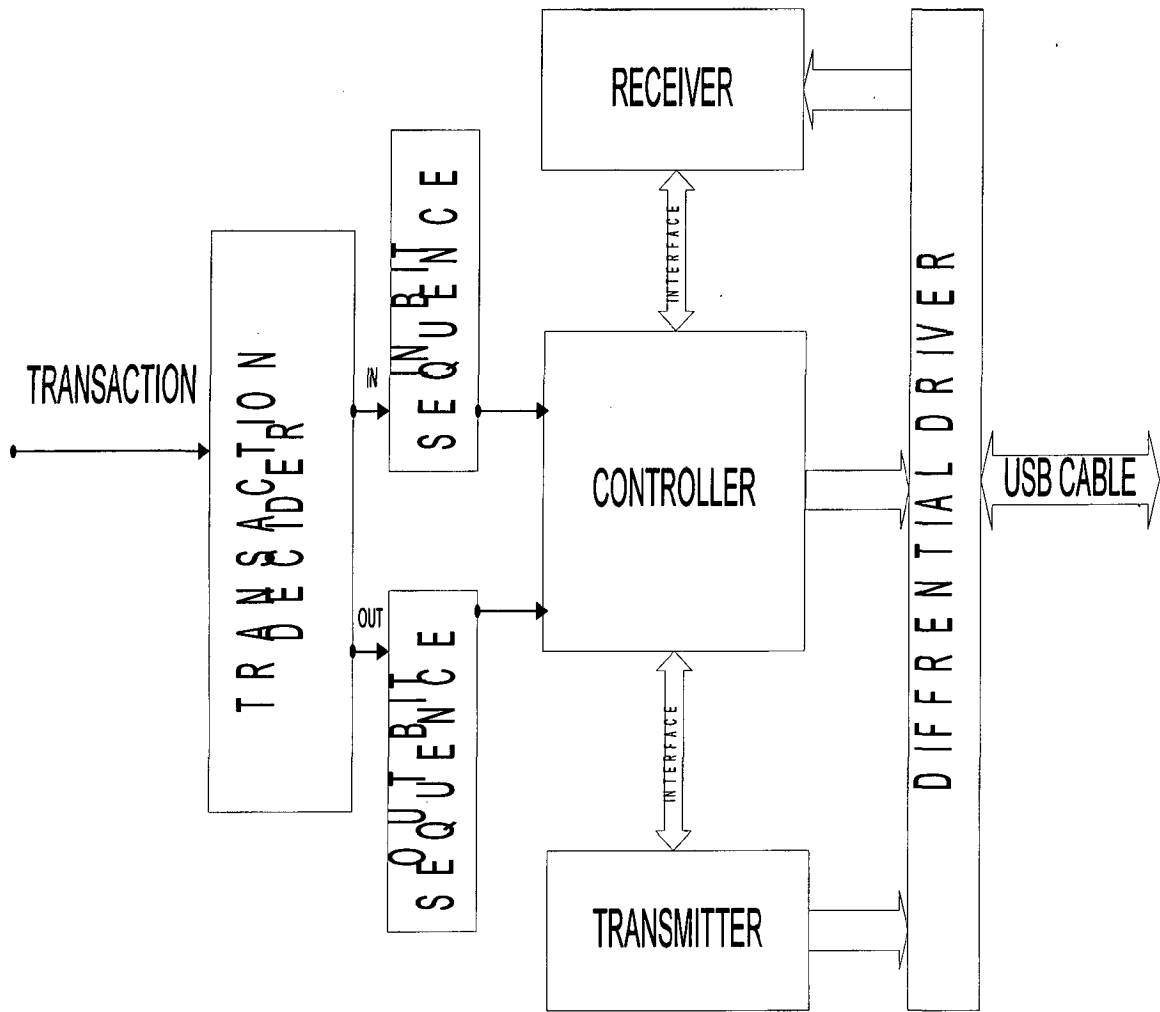 TRANSACTION
TRANSACTION
DECIDER
IN
OUT
IN BIT
SEQUENCE
OUT BIT
SEQUENCE
RECEIVER
INTERFACE
CONTROLLER
INTERFACE
TRANSMITTER
DIFFRENTIAL DRIVER
USB CABLE